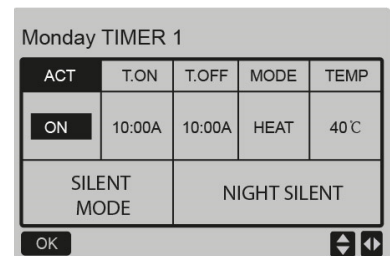 Monday TIMER 1
ACT T.ON T.OFF MODE TEMP
ON 10:00A 10:00A HEAT 40℃
SILENT
MODE
NIGHT SILENT
OK